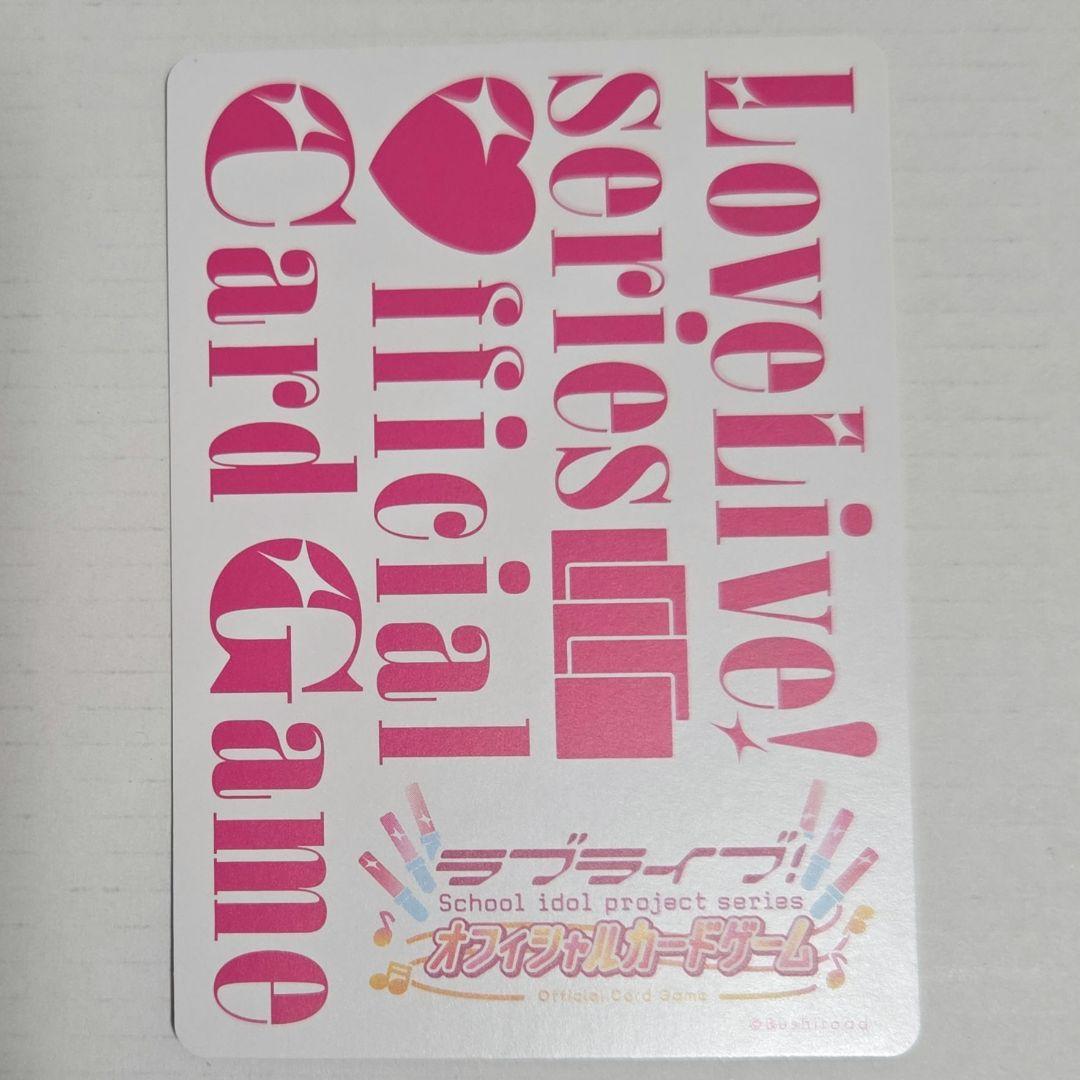 LoveLive!
series
♥fficial
Card Game
ラブライブ!
School idol project series
オフィシャルカードゲーム
Official Card Game
©Bushiroad